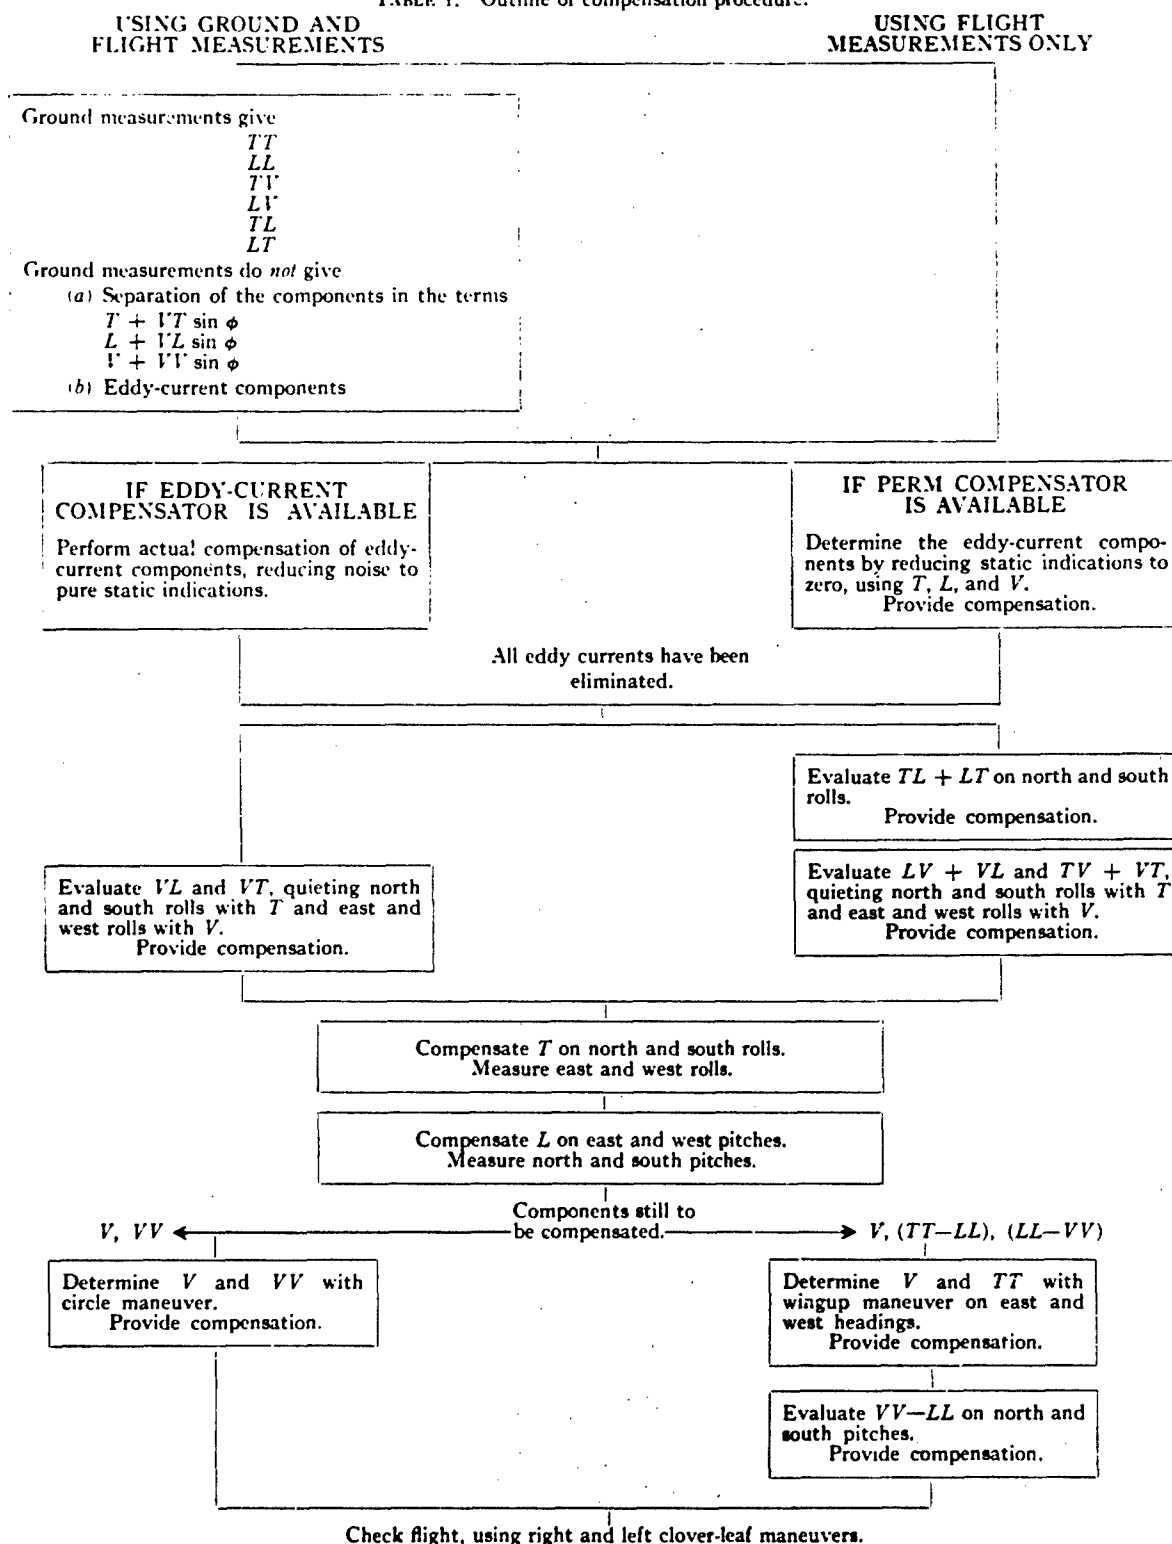 TABLE 1. Outline of compensation procedure.
USING GROUND AND
FLIGHT MEASUREMENTS
USING FLIGHT
MEASUREMENTS ONLY
Ground measurements give
TT
LL
TV
LV
TL
LT
Ground measurements do not give
(a) Separation of the components in the terms
T + VT sin φ
L + VL sin φ
V + VV sin φ
(b) Eddy-current components
IF EDDY-CURRENT
COMPENSATOR IS AVAILABLE
Perform actual compensation of eddy-
current components, reducing noise to
pure static indications.
IF PERM COMPENSATOR
IS AVAILABLE
Determine the eddy-current compo-
nents by reducing static indications to
zero, using T, L, and V.
Provide compensation.
All eddy currents have been
eliminated.
Evaluate TL + LT on north and south
rolls.
Provide compensation.
Evaluate VL and VT, quieting north
and south rolls with T and east and
west rolls with V.
Provide compensation.
Evaluate LV + VL and TV + VT,
quieting north and south rolls with T
and east and west rolls with V.
Provide compensation.
Compensate T on north and south rolls.
Measure east and west rolls.
Compensate L on east and west pitches.
Measure north and south pitches.
Components still to
be compensated.
V, VV
V, (TT—LL), (LL—VV)
Determine V and VV with
circle maneuver.
Provide compensation.
Determine V and TT with
wingup maneuver on east and
west headings.
Provide compensation.
Evaluate VV—LL on north and
south pitches.
Provide compensation.
Check flight, using right and left clover-leaf maneuvers.